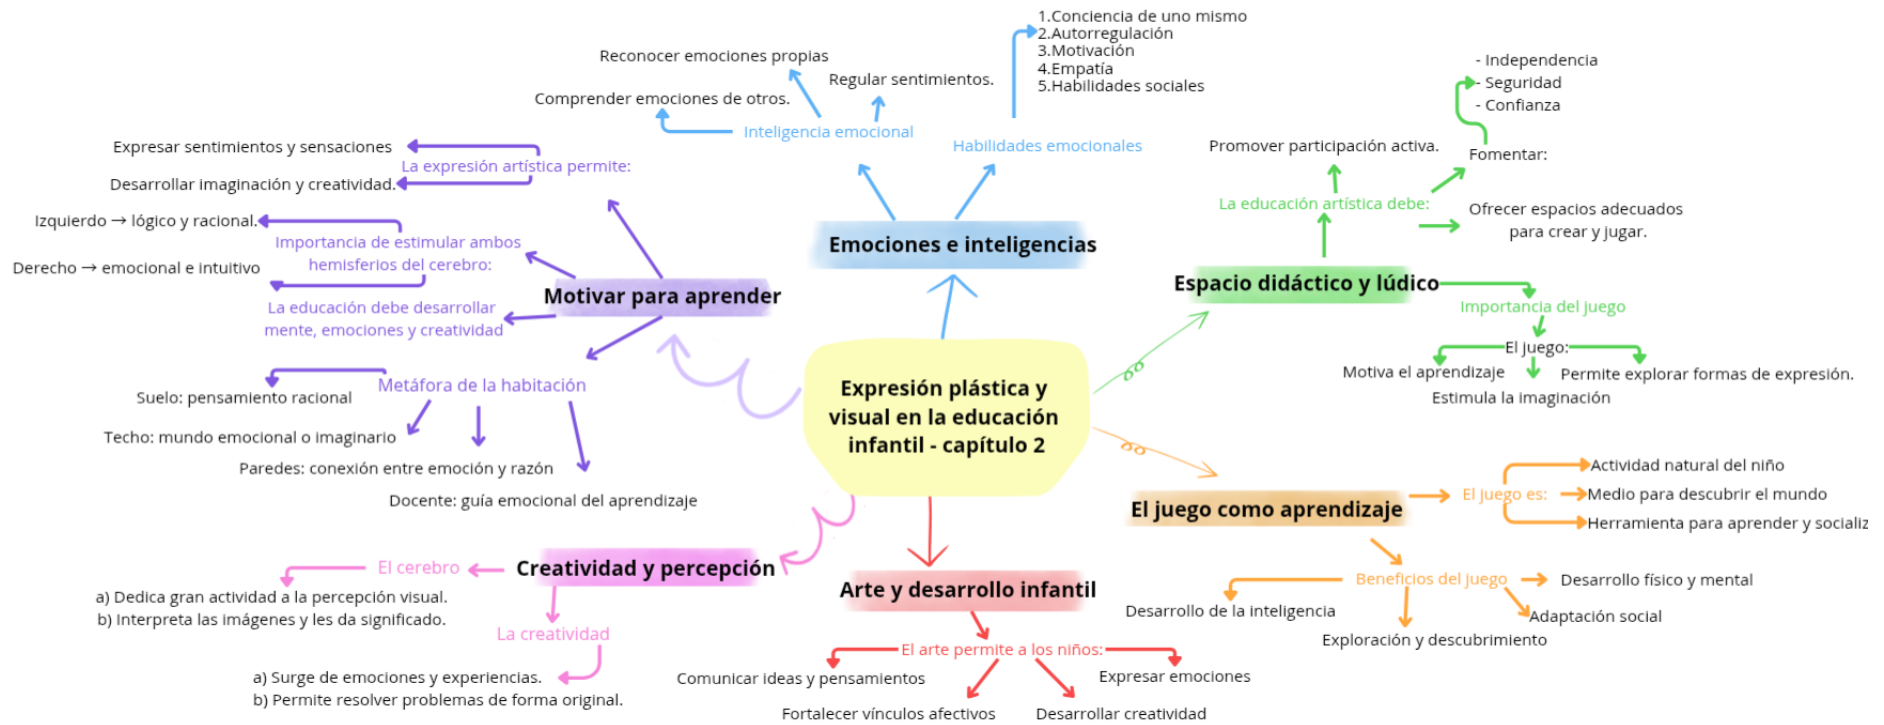 Expresión plástica y
visual en la educación
infantil - capítulo 2
Emociones e inteligencias
Inteligencia emocional
Reconocer emociones propias
Regular sentimientos.
Comprender emociones de otros.
Habilidades emocionales
1.Conciencia de uno mismo
2.Autorregulación
3.Motivación
4.Empatía
5.Habilidades sociales
Espacio didáctico y lúdico
La educación artística debe:
Promover participación activa.
Fomentar:
- Independencia
- Seguridad
- Confianza
Ofrecer espacios adecuados
para crear y jugar.
Importancia del juego
El juego:
Motiva el aprendizaje
Estimula la imaginación
Permite explorar formas de expresión.
El juego como aprendizaje
El juego es:
Actividad natural del niño
Medio para descubrir el mundo
Herramienta para aprender y socializ
Beneficios del juego
Desarrollo físico y mental
Adaptación social
Exploración y descubrimiento
Desarrollo de la inteligencia
Arte y desarrollo infantil
El arte permite a los niños:
Comunicar ideas y pensamientos
Fortalecer vínculos afectivos
Desarrollar creatividad
Expresar emociones
Creatividad y percepción
El cerebro
a) Dedica gran actividad a la percepción visual.
b) Interpreta las imágenes y les da significado.
La creatividad
a) Surge de emociones y experiencias.
b) Permite resolver problemas de forma original.
Motivar para aprender
La expresión artística permite:
Expresar sentimientos y sensaciones
Desarrollar imaginación y creatividad.
Importancia de estimular ambos
hemisferios del cerebro:
Izquierdo → lógico y racional.
Derecho → emocional e intuitivo
La educación debe desarrollar
mente, emociones y creatividad
Metáfora de la habitación
Suelo: pensamiento racional
Techo: mundo emocional o imaginario
Paredes: conexión entre emoción y razón
Docente: guía emocional del aprendizaje